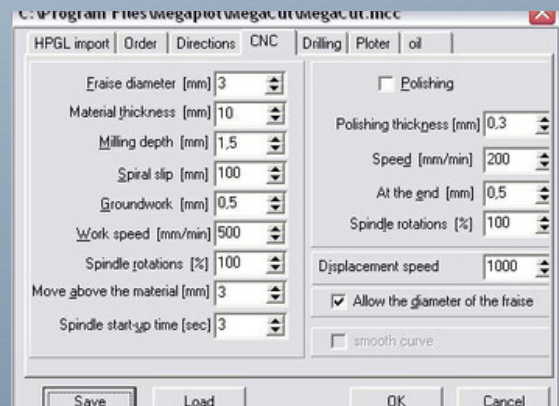 C:\Program Files\Megaplot\MegaCut\MegaCut.mcc
HPGL import Order Directions CNC Drilling Ploter oil
Fraise diameter [mm] 3
Material thickness [mm] 10
Milling depth [mm] 1,5
Spiral slip [mm] 100
Groundwork [mm] 0,5
Work speed [mm/min] 500
Spindle rotations [%] 100
Move above the material [mm] 3
Spindle start-up time [sec] 3
Polishing
Polishing thickness [mm] 0,3
Speed [mm/min] 200
At the end [mm] 0,5
Spindle rotations [%] 100
Displacement speed 1000
Allow the diameter of the fraise
smooth curve
Save Load OK Cancel